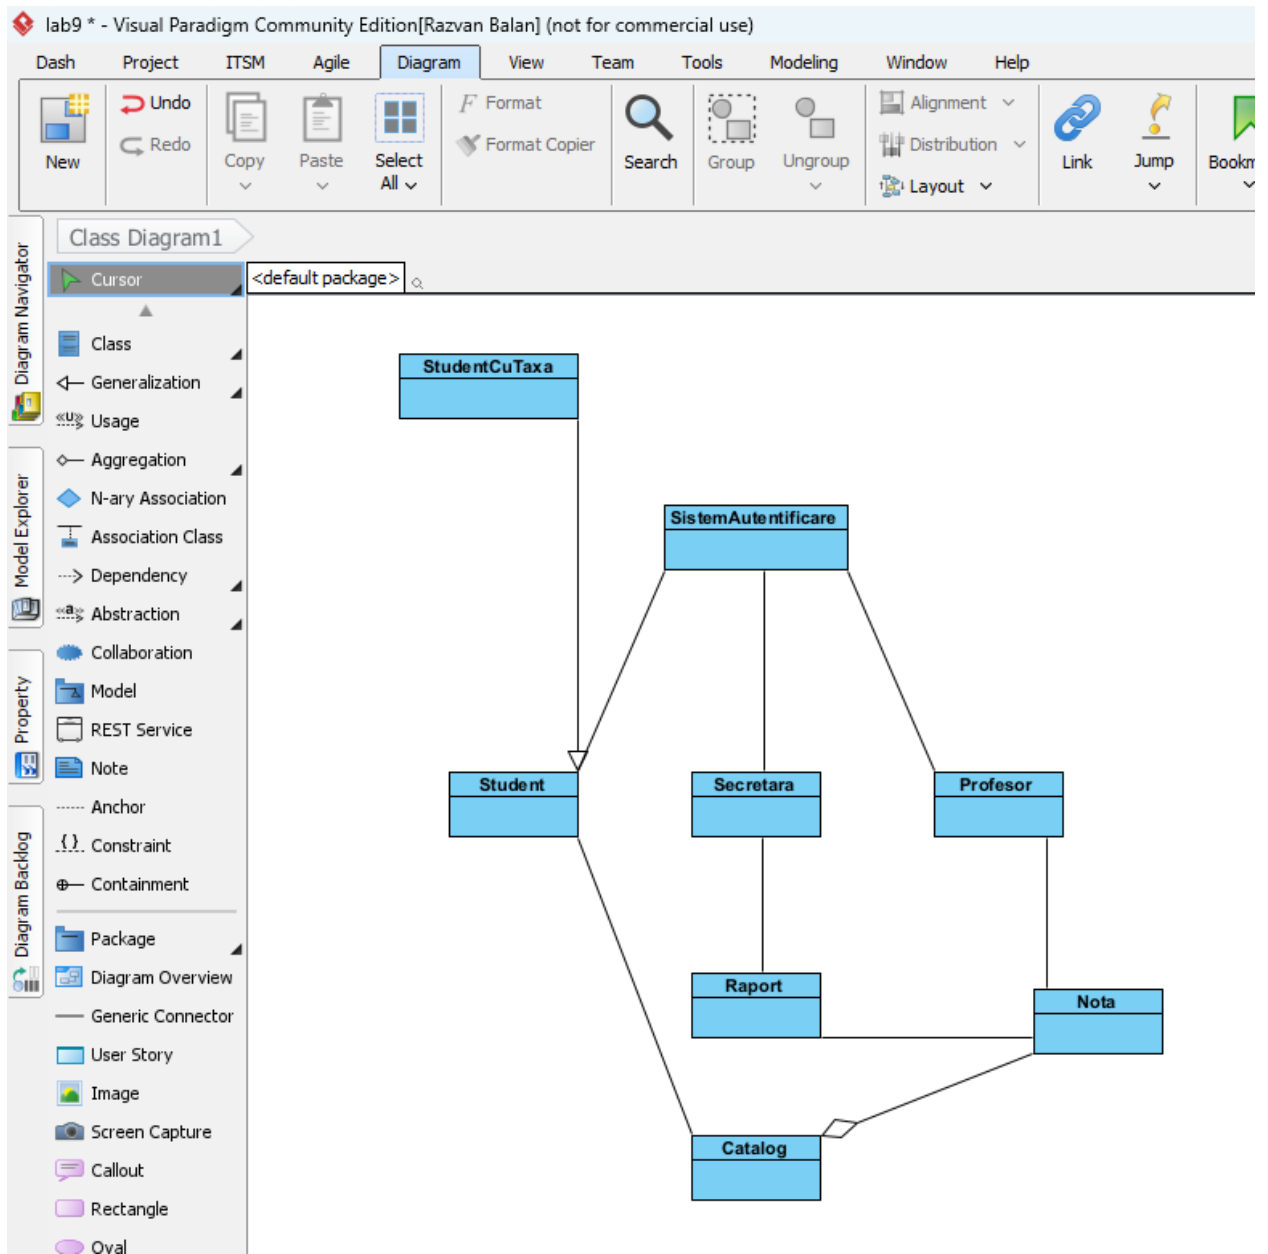 lab9 * - Visual Paradigm Community Edition[Razvan Balan] (not for commercial use)
Dash Project ITSM Agile Diagram View Team Tools Modeling Window Help
New
Undo
Redo
Copy
Paste
Select
All
F Format
Format Copier
Search
Group
Ungroup
Alignment
Distribution
Layout
Link
Jump
Bookm
Diagram Navigator
Model Explorer
Property
Diagram Backlog
Class Diagram1
Cursor
Class
Generalization
«U» Usage
Aggregation
N-ary Association
Association Class
Dependency
«a» Abstraction
Collaboration
Model
REST Service
Note
Anchor
{} Constraint
Containment
Package
Diagram Overview
Generic Connector
User Story
Image
Screen Capture
Callout
Rectangle
Oval
<default package>
StudentCuTaxa
SistemAutentificare
Student
Secretara
Profesor
Raport
Nota
Catalog